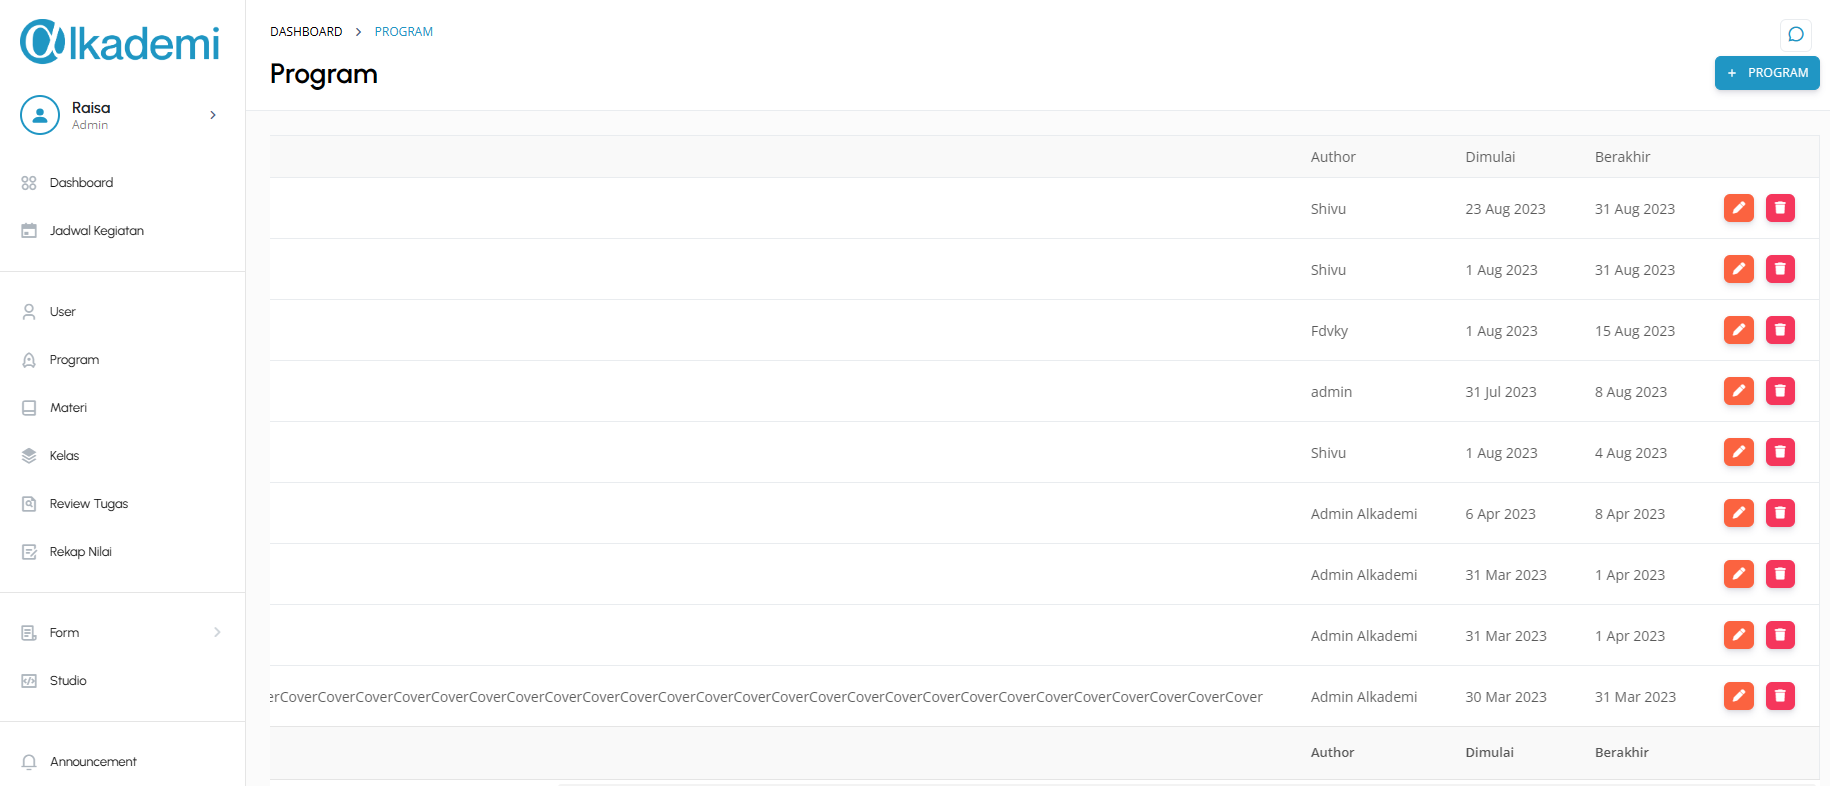 @lkademi
DASHBOARD > PROGRAM
Program
+ PROGRAM
Raisa
Admin
Dashboard
Jadwal Kegiatan
User
Program
Materi
Kelas
Review Tugas
Rekap Nilai
Form
Studio
Announcement
Author Dimulai Berakhir
Shivu 23 Aug 2023 31 Aug 2023
Shivu 1 Aug 2023 31 Aug 2023
Fdvky 1 Aug 2023 15 Aug 2023
admin 31 Jul 2023 8 Aug 2023
Shivu 1 Aug 2023 4 Aug 2023
Admin Alkademi 6 Apr 2023 8 Apr 2023
Admin Alkademi 31 Mar 2023 1 Apr 2023
Admin Alkademi 31 Mar 2023 1 Apr 2023
erCoverCoverCoverCoverCoverCoverCoverCoverCoverCoverCoverCoverCoverCoverCoverCoverCoverCoverCoverCoverCoverCoverCoverCoverCoverCover Admin Alkademi 30 Mar 2023 31 Mar 2023
Author Dimulai Berakhir